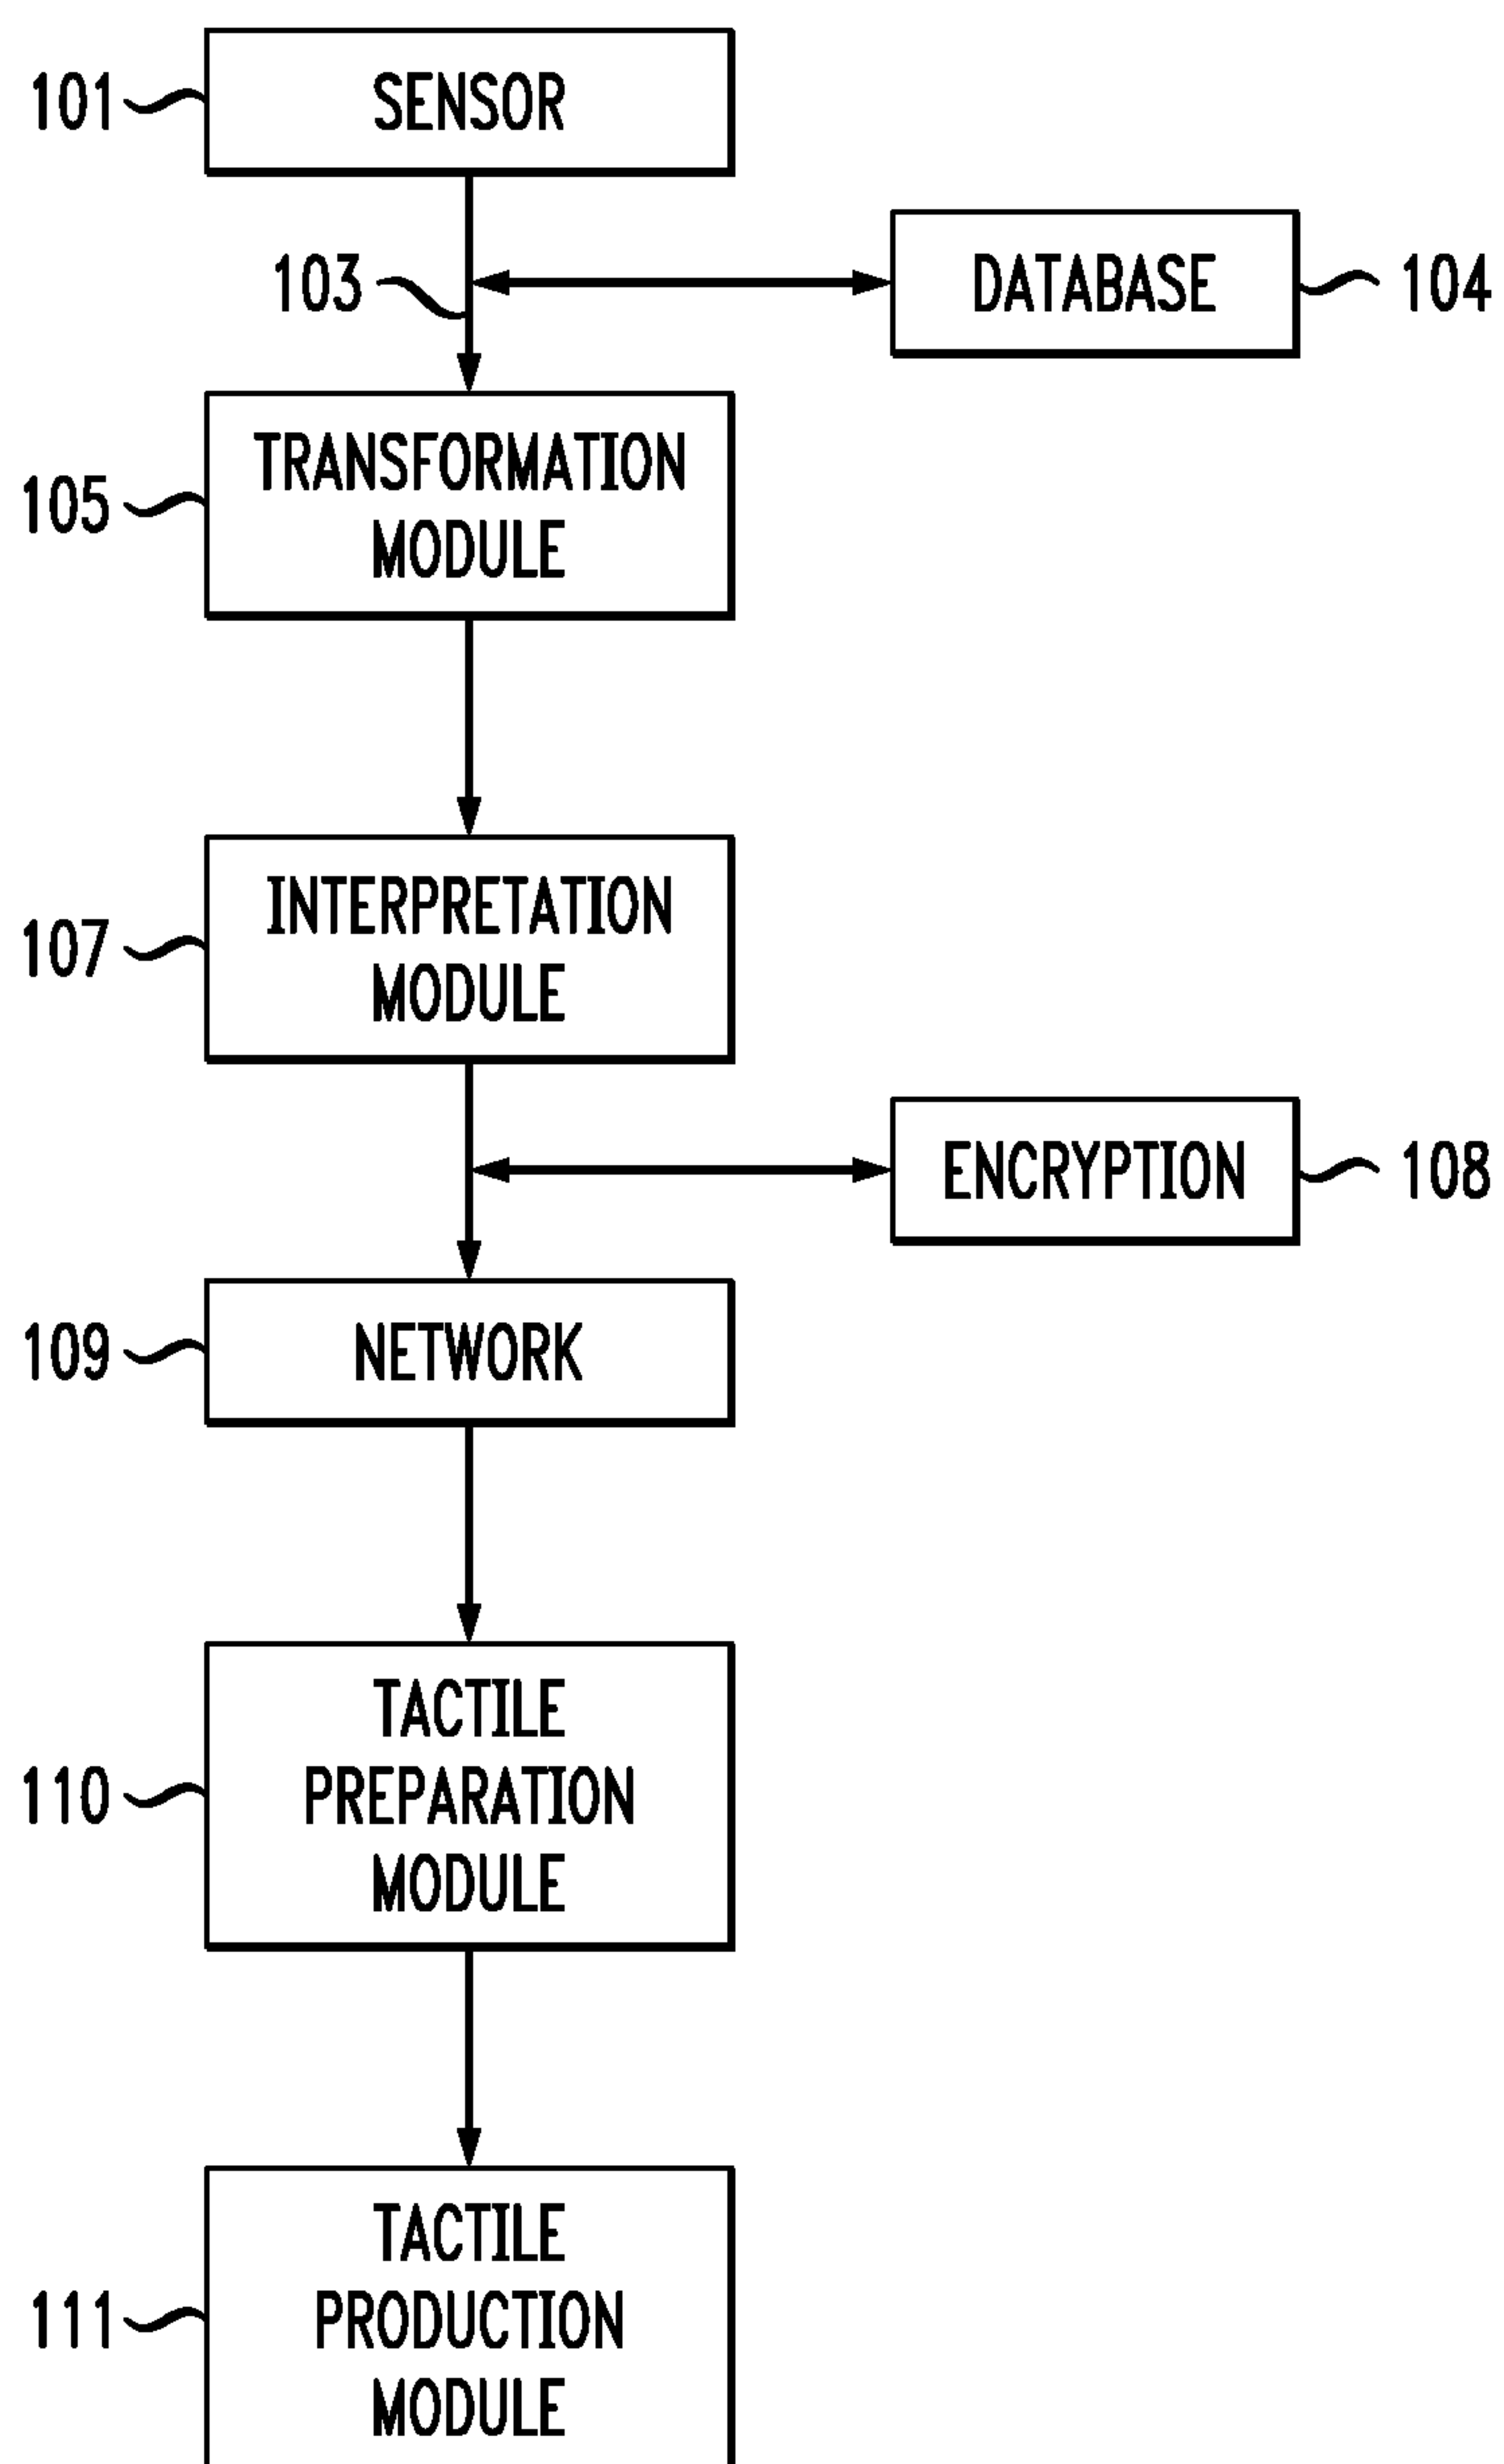 101 SENSOR
103 DATABASE 104
105 TRANSFORMATION
MODULE
107 INTERPRETATION
MODULE
ENCRYPTION 108
109 NETWORK
TACTILE
110 PREPARATION
MODULE
TACTILE
111 PRODUCTION
MODULE